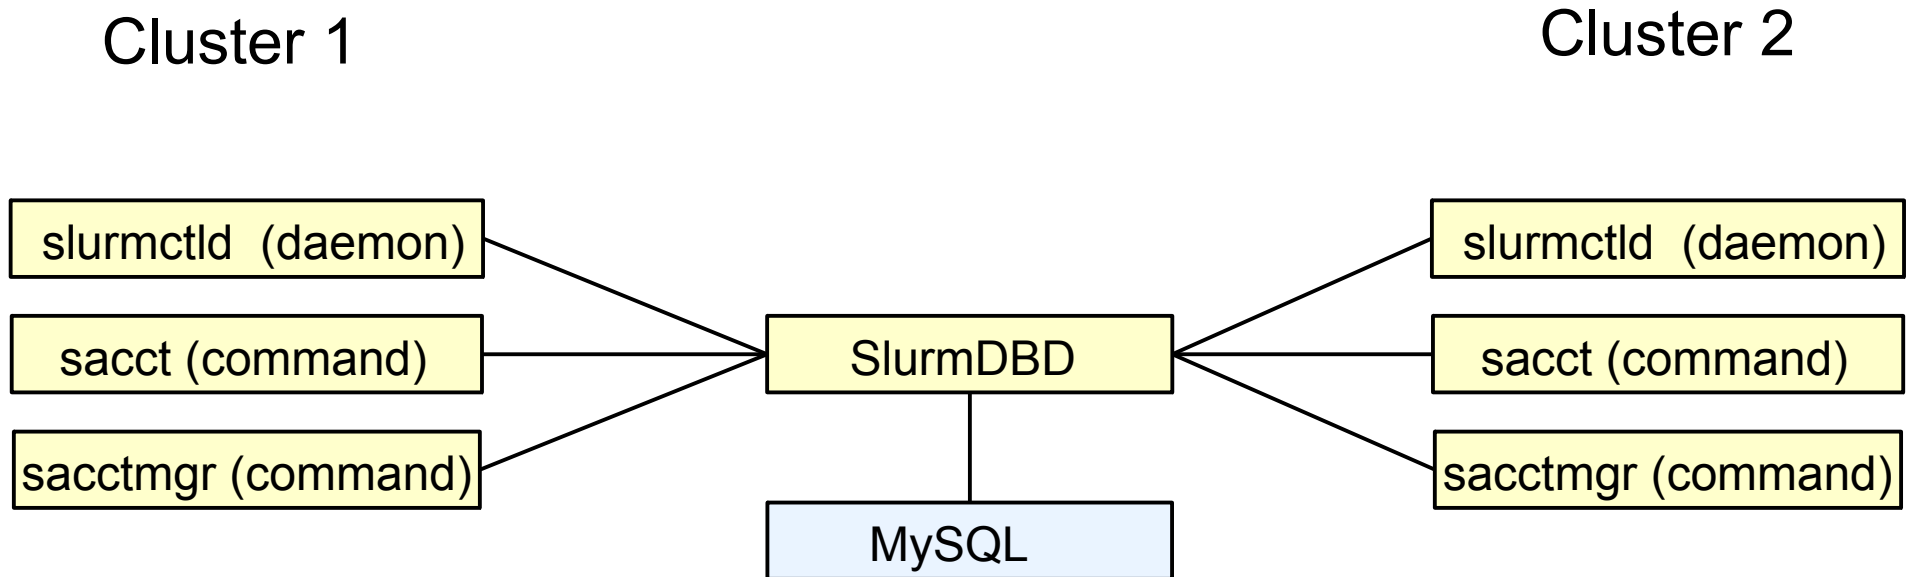 Cluster 1
Cluster 2
slurmctld  (daemon)
slurmctld  (daemon)
sacct (command)
SlurmDBD
sacct (command)
sacctmgr (command)
sacctmgr (command)
MySQL